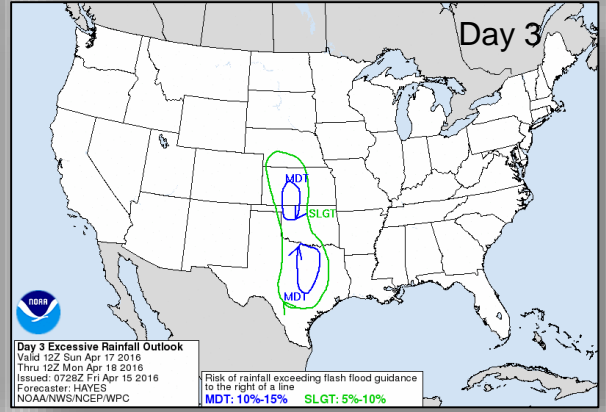 Day 3
MDT
SLGT
MDT
NOAA
Day 3 Excessive Rainfall Outlook
Valid 12Z Sun Apr 17 2016
Thru 12Z Mon Apr 18 2016
Issued: 0728Z Fri Apr 15 2016
Forecaster: HAYES
NOAA/NWS/NCEP/WPC
Risk of rainfall exceeding flash flood guidance
to the right of a line
MDT: 10%-15% SLGT: 5%-10%